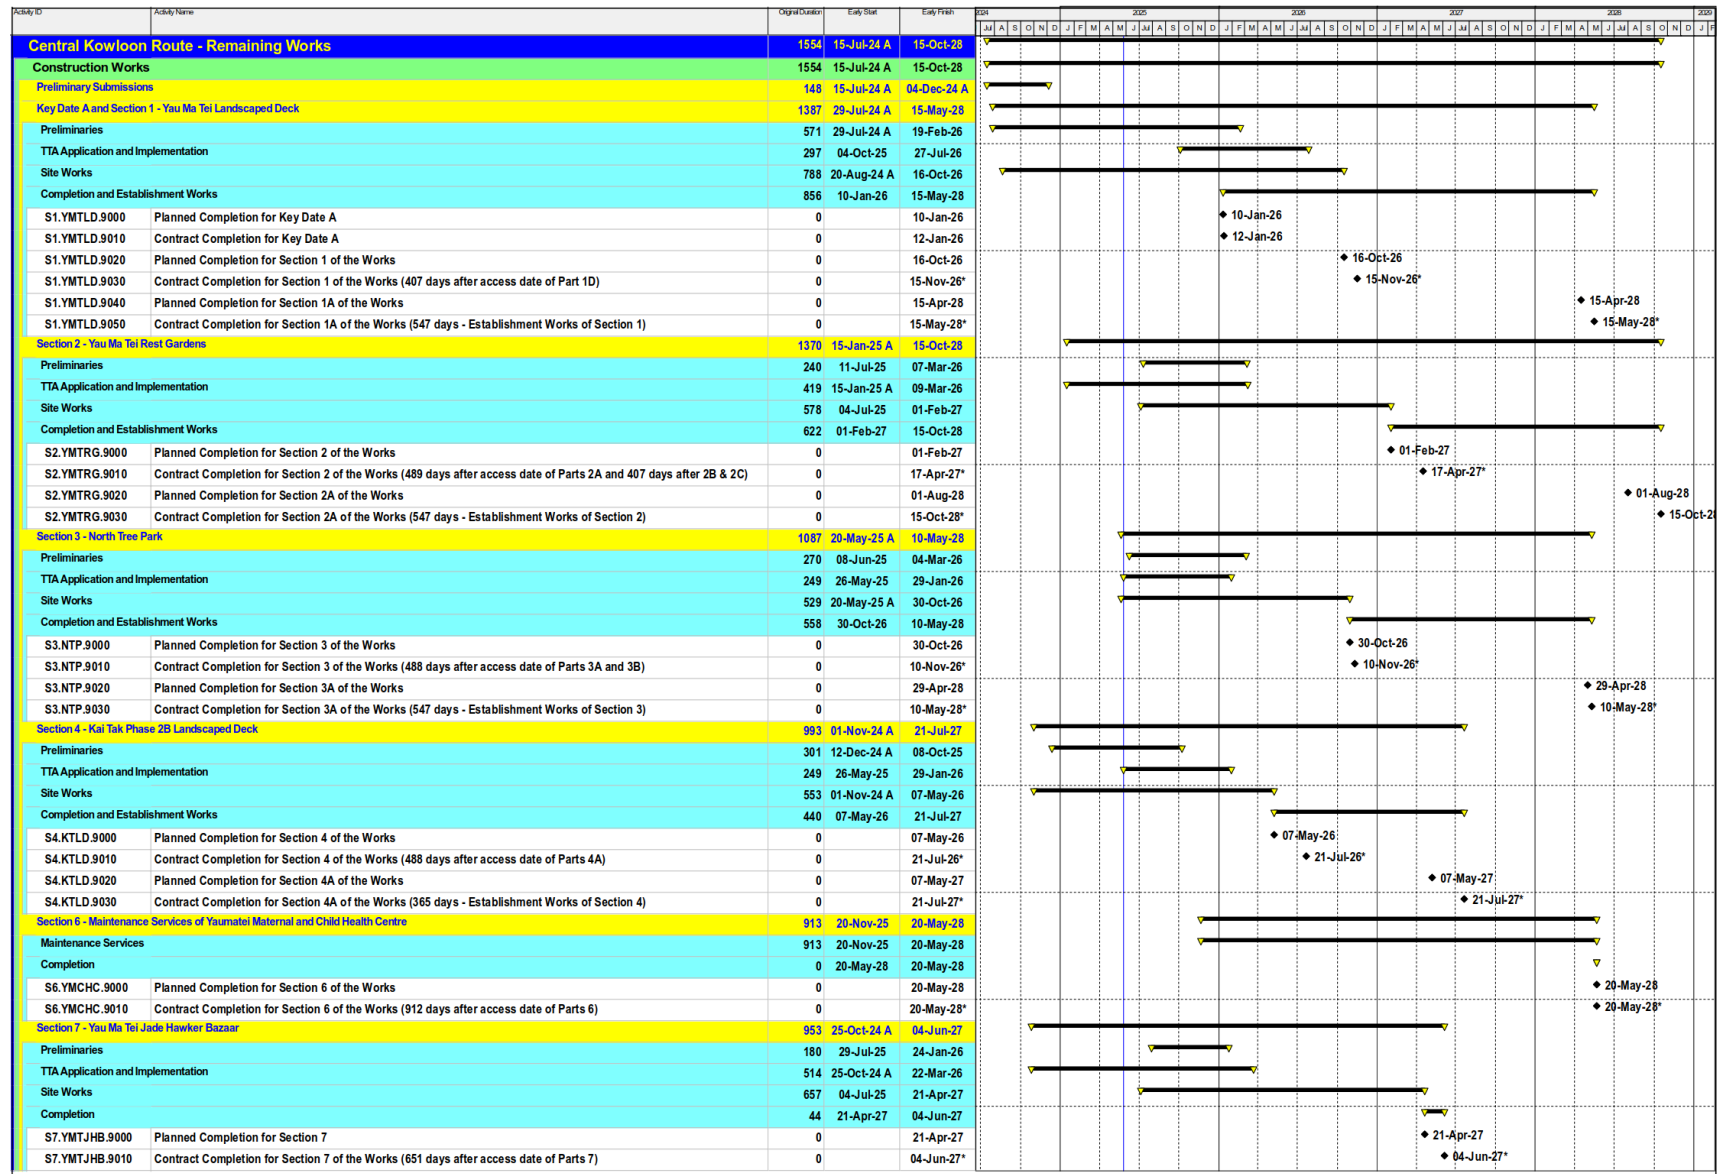 Activity ID Activity Name Original Duration Early Start Early Finish 2024 2025 2026 2027 2028 2029
Jul A S O N D J F M A M J Jul A S O N D J F M A M J Jul A S O N D J F M A M J Jul A S O N D J F M A M J Jul A S O N D J F
Central Kowloon Route - Remaining Works 1554 15-Jul-24 A 15-Oct-28
Construction Works 1554 15-Jul-24 A 15-Oct-28
Preliminary Submissions 148 15-Jul-24 A 04-Dec-24 A
Key Date A and Section 1 - Yau Ma Tei Landscaped Deck 1387 29-Jul-24 A 15-May-28
Preliminaries 571 29-Jul-24 A 19-Feb-26
TTA Application and Implementation 297 04-Oct-25 27-Jul-26
Site Works 788 20-Aug-24 A 16-Oct-26
Completion and Establishment Works 856 10-Jan-26 15-May-28
S1.YMTLD.9000 Planned Completion for Key Date A 0 10-Jan-26 10-Jan-26
S1.YMTLD.9010 Contract Completion for Key Date A 0 12-Jan-26 12-Jan-26
S1.YMTLD.9020 Planned Completion for Section 1 of the Works 0 16-Oct-26 16-Oct-26
S1.YMTLD.9030 Contract Completion for Section 1 of the Works (407 days after access date of Part 1D) 0 15-Nov-26* 15-Nov-26*
S1.YMTLD.9040 Planned Completion for Section 1A of the Works 0 15-Apr-28 15-Apr-28
S1.YMTLD.9050 Contract Completion for Section 1A of the Works (547 days - Establishment Works of Section 1) 0 15-May-28* 15-May-28*
Section 2 - Yau Ma Tei Rest Gardens 1370 15-Jan-25 A 15-Oct-28
Preliminaries 240 11-Jul-25 07-Mar-26
TTA Application and Implementation 419 15-Jan-25 A 09-Mar-26
Site Works 578 04-Jul-25 01-Feb-27
Completion and Establishment Works 622 01-Feb-27 15-Oct-28
S2.YMTRG.9000 Planned Completion for Section 2 of the Works 0 01-Feb-27 01-Feb-27
S2.YMTRG.9010 Contract Completion for Section 2 of the Works (489 days after access date of Parts 2A and 407 days after 2B & 2C) 0 17-Apr-27* 17-Apr-27*
S2.YMTRG.9020 Planned Completion for Section 2A of the Works 0 01-Aug-28 01-Aug-28
S2.YMTRG.9030 Contract Completion for Section 2A of the Works (547 days - Establishment Works of Section 2) 0 15-Oct-28* 15-Oct-28
Section 3 - North Tree Park 1087 20-May-25 A 10-May-28
Preliminaries 270 08-Jun-25 04-Mar-26
TTA Application and Implementation 249 26-May-25 29-Jan-26
Site Works 529 20-May-25 A 30-Oct-26
Completion and Establishment Works 558 30-Oct-26 10-May-28
S3.NTP.9000 Planned Completion for Section 3 of the Works 0 30-Oct-26 30-Oct-26
S3.NTP.9010 Contract Completion for Section 3 of the Works (488 days after access date of Parts 3A and 3B) 0 10-Nov-26* 10-Nov-26*
S3.NTP.9020 Planned Completion for Section 3A of the Works 0 29-Apr-28 29-Apr-28
S3.NTP.9030 Contract Completion for Section 3A of the Works (547 days - Establishment Works of Section 3) 0 10-May-28* 10-May-28*
Section 4 - Kai Tak Phase 2B Landscaped Deck 993 01-Nov-24 A 21-Jul-27
Preliminaries 301 12-Dec-24 A 08-Oct-25
TTA Application and Implementation 249 26-May-25 29-Jan-26
Site Works 553 01-Nov-24 A 07-May-26
Completion and Establishment Works 440 07-May-26 21-Jul-27
S4.KTLD.9000 Planned Completion for Section 4 of the Works 0 07-May-26 07-May-26
S4.KTLD.9010 Contract Completion for Section 4 of the Works (488 days after access date of Parts 4A) 0 21-Jul-26* 21-Jul-26*
S4.KTLD.9020 Planned Completion for Section 4A of the Works 0 07-May-27 07-May-27
S4.KTLD.9030 Contract Completion for Section 4A of the Works (365 days - Establishment Works of Section 4) 0 21-Jul-27* 21-Jul-27*
Section 6 - Maintenance Services of Yaumatei Maternal and Child Health Centre 913 20-Nov-25 20-May-28
Maintenance Services 913 20-Nov-25 20-May-28
Completion 0 20-May-28 20-May-28
S6.YMCHC.9000 Planned Completion for Section 6 of the Works 0 20-May-28 20-May-28
S6.YMCHC.9010 Contract Completion for Section 6 of the Works (912 days after access date of Parts 6) 0 20-May-28* 20-May-28*
Section 7 - Yau Ma Tei Jade Hawker Bazaar 953 25-Oct-24 A 04-Jun-27
Preliminaries 180 29-Jul-25 24-Jan-26
TTA Application and Implementation 514 25-Oct-24 A 22-Mar-26
Site Works 657 04-Jul-25 21-Apr-27
Completion 44 21-Apr-27 04-Jun-27
S7.YMTJHB.9000 Planned Completion for Section 7 0 21-Apr-27 21-Apr-27
S7.YMTJHB.9010 Contract Completion for Section 7 of the Works (651 days after access date of Parts 7) 0 04-Jun-27* 04-Jun-27*